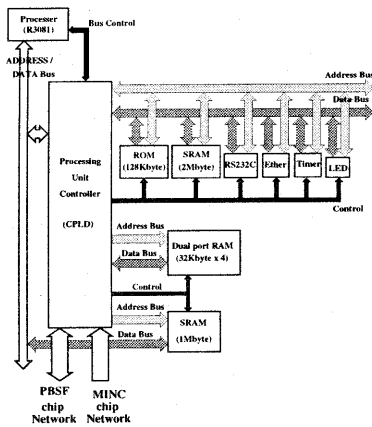 Processer
(R3081)
Bus Control
ADDRESS /
DATA Bus
Address Bus
Data Bus
Processing
Unit
Controller
(CPLD)
ROM
(128Kbyte)
SRAM
(2Mbyte)
RS232C
Ether
Timer
LED
Control
Address Bus
Data Bus
Dual port RAM
(32Kbyte x 4)
Control
Address Bus
Data Bus
SRAM
(1Mbyte)
PBSF
chip
Network
MINC
chip
Network